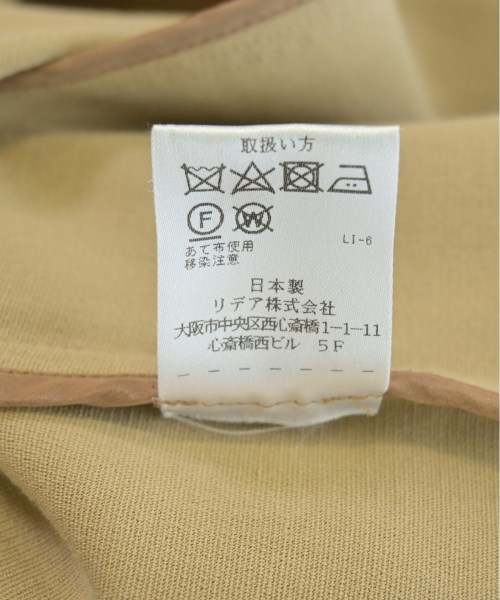 取扱い方
F W
あて布使用
移染注意
LI-6
日本製
リデア株式会社
大阪市中央区西心斎橋1-1-11
心斎橋西ビル 5F